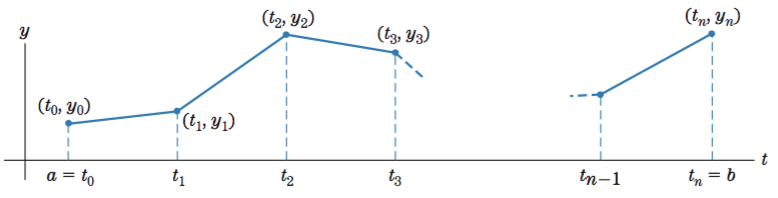 (t₂, y₂)
(tₙ, yₙ)
y
(t₃, y₃)
(t₀, y₀)
(t₁, y₁)
t
a = t₀
t₁
t₂
t₃
tₙ₋₁
tₙ = b